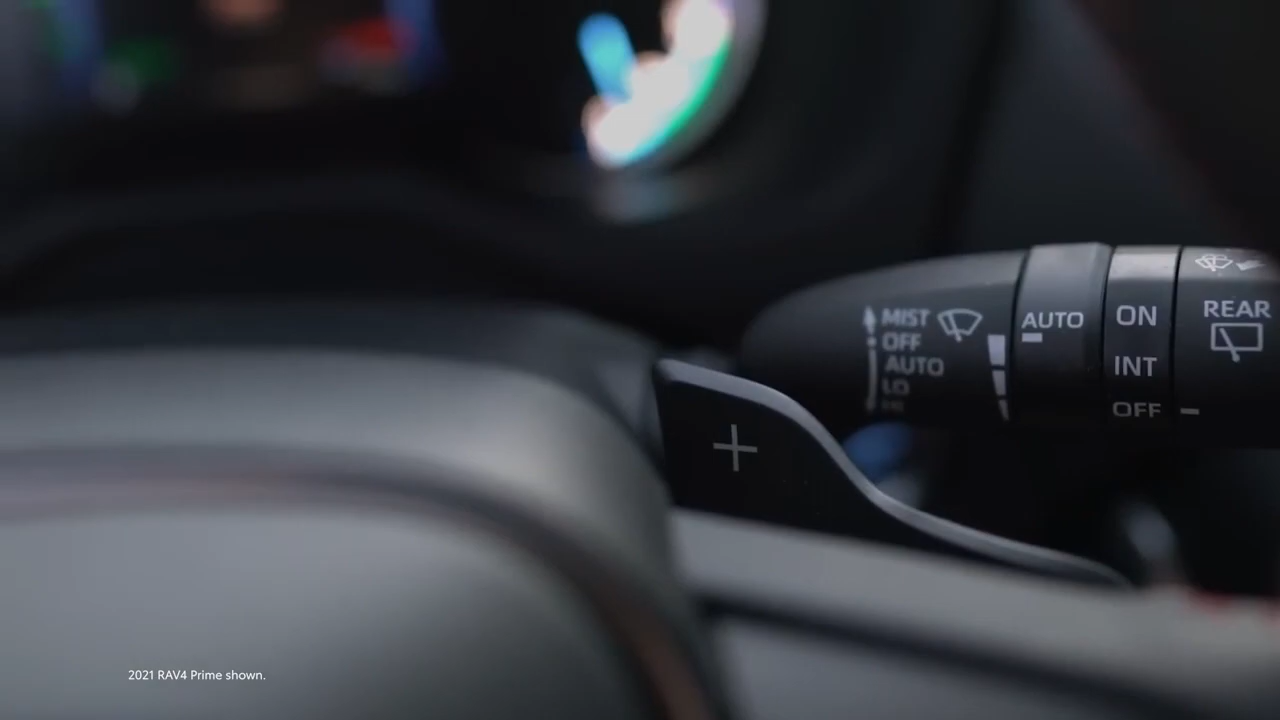 MIST
OFF
AUTO
LO
AUTO
ON
INT
OFF
REAR
+
2021 RAV4 Prime shown.